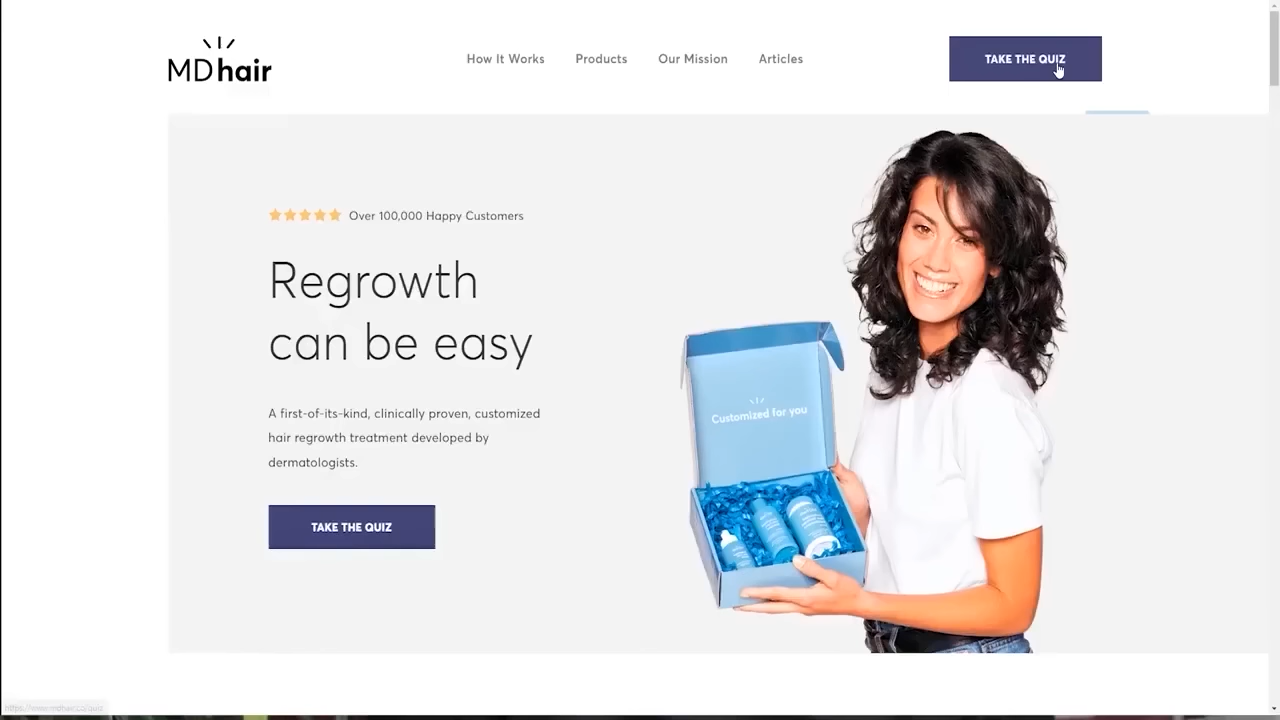 MDhair
How It Works
Products
Our Mission
Articles
TAKE THE QUIZ
Over 100,000 Happy Customers
Regrowth
can be easy
A first-of-its-kind, clinically proven, customized
hair regrowth treatment developed by
dermatologists.
TAKE THE QUIZ
Customized for you